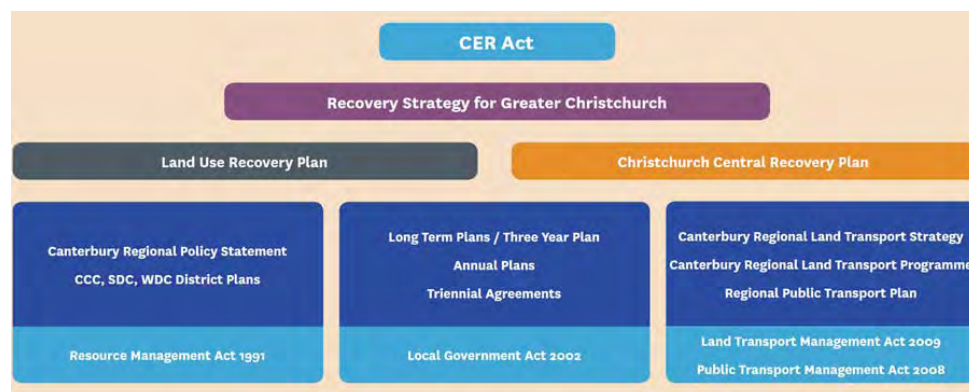 CER Act
Recovery Strategy for Greater Christchurch
Land Use Recovery Plan
Christchurch Central Recovery Plan
Canterbury Regional Policy Statement
CCC, SDC, WDC District Plans
Resource Management Act 1991
Long Term Plans / Three Year Plan
Annual Plans
Triennial Agreements
Local Government Act 2002
Canterbury Regional Land Transport Strategy
Canterbury Regional Land Transport Programme
Regional Public Transport Plan
Land Transport Management Act 2009
Public Transport Management Act 2008